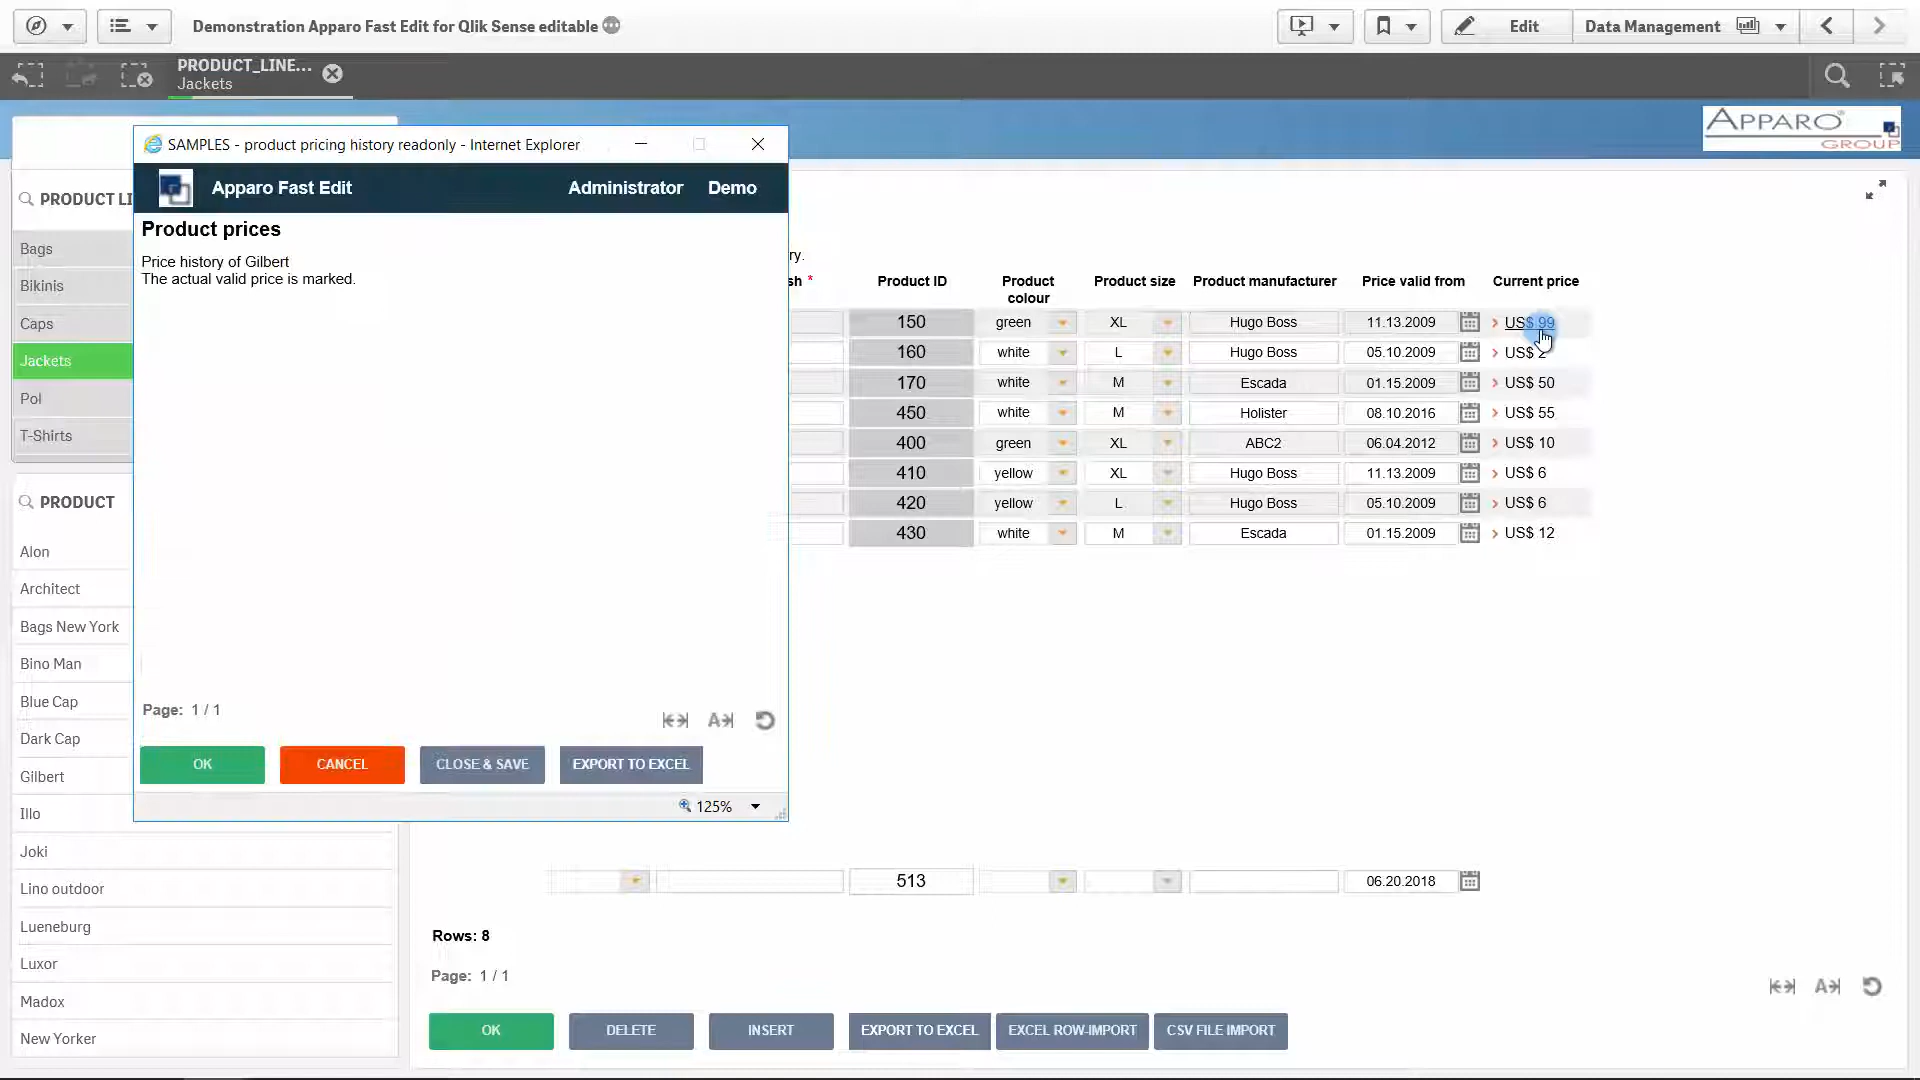 Demonstration Apparo Fast Edit for Qlik Sense editable
Edit
Data Management
PRODUCT_LINE...
Jackets
APPARO
GROUP
SAMPLES - product pricing history readonly - Internet Explorer
Apparo Fast Edit
Administrator
Demo
Product prices
Price history of Gilbert
The actual valid price is marked.
Page: 1 / 1
OK
CANCEL
CLOSE & SAVE
EXPORT TO EXCEL
125%
PRODUCT LI
Bags
Bikinis
Caps
Jackets
Pol
T-Shirts
PRODUCT
Alon
Architect
Bags New York
Bino Man
Blue Cap
Dark Cap
Gilbert
Illo
Joki
Lino outdoor
Lueneburg
Luxor
Madox
New Yorker
ry.
sh * Product ID Product colour Product size Product manufacturer Price valid from Current price
150 green XL Hugo Boss 11.13.2009 US$ 99
160 white L Hugo Boss 05.10.2009 US$ 2
170 white M Escada 01.15.2009 US$ 50
450 white M Holister 08.10.2016 US$ 55
400 green XL ABC2 06.04.2012 US$ 10
410 yellow XL Hugo Boss 11.13.2009 US$ 6
420 yellow L Hugo Boss 05.10.2009 US$ 6
430 white M Escada 01.15.2009 US$ 12
513 06.20.2018
Rows: 8
Page: 1 / 1
OK
DELETE
INSERT
EXPORT TO EXCEL
EXCEL ROW-IMPORT
CSV FILE IMPORT